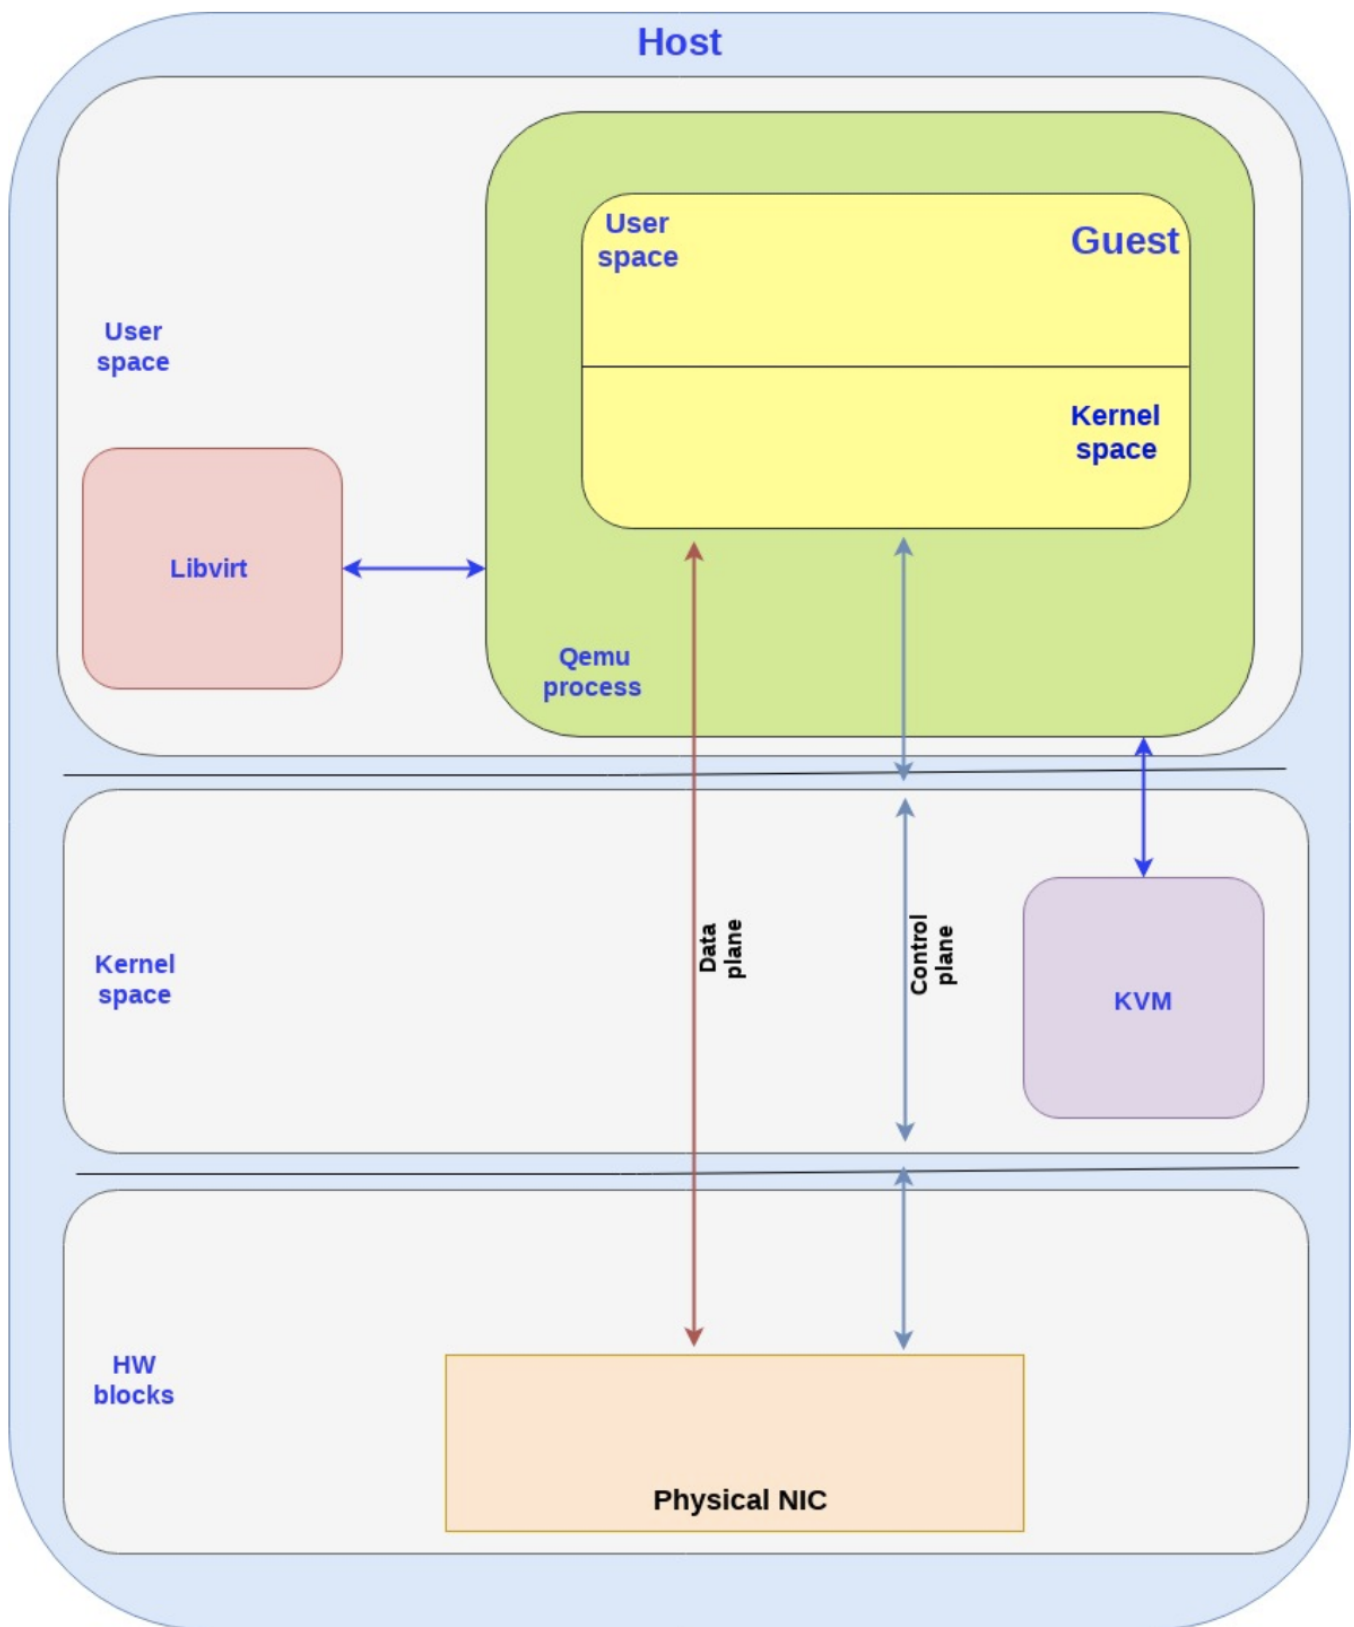 Host
User
space
Guest
User
space
Kernel
space
Libvirt
Qemu
process
Data
plane
Control
plane
Kernel
space
KVM
HW
blocks
Physical NIC